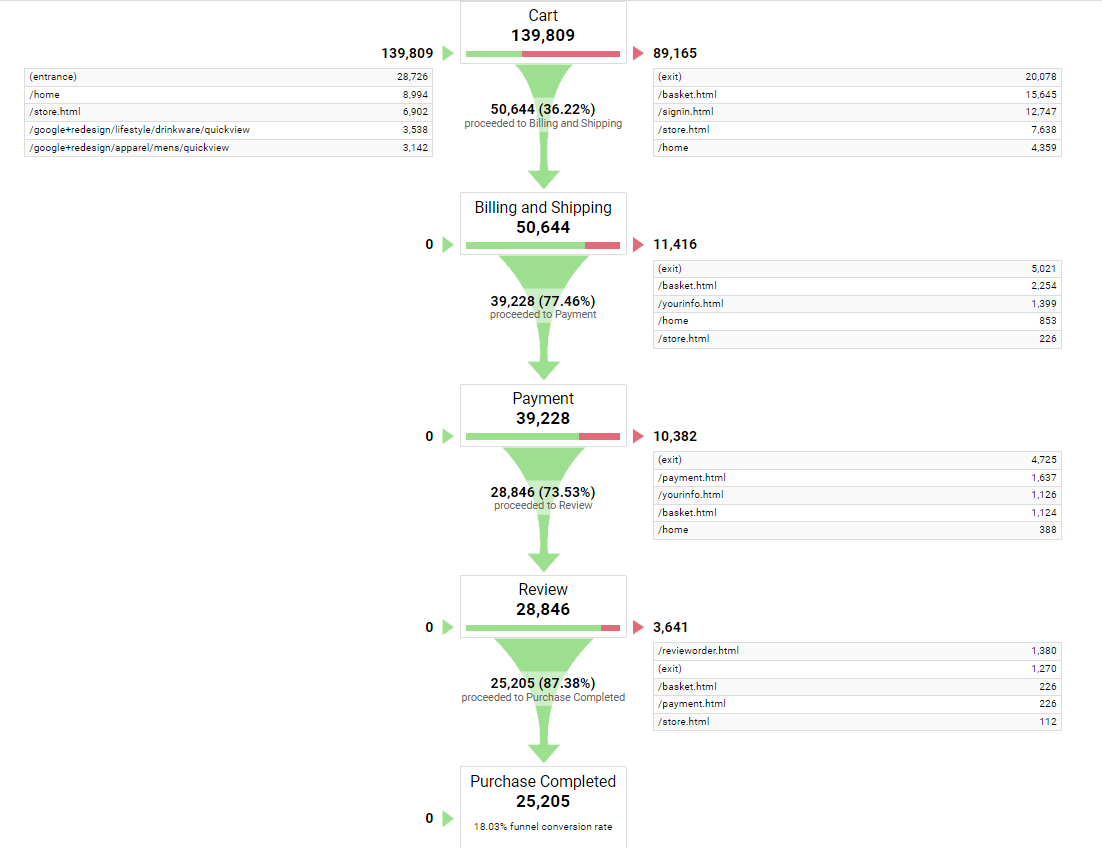 Cart
139,809
139,809
89,165
(entrance) 28,726
/home 8,994
/store.html 6,902
/google+redesign/lifestyle/drinkware/quickview 3,538
/google+redesign/apparel/mens/quickview 3,142
(exit) 20,078
/basket.html 15,645
/signin.html 12,747
/store.html 7,638
/home 4,359
50,644 (36.22%)
proceeded to Billing and Shipping
Billing and Shipping
50,644
0
11,416
(exit) 5,021
/basket.html 2,254
/yourinfo.html 1,399
/home 853
/store.html 226
39,228 (77.46%)
proceeded to Payment
Payment
39,228
0
10,382
(exit) 4,725
/payment.html 1,637
/yourinfo.html 1,126
/basket.html 1,124
/home 388
28,846 (73.53%)
proceeded to Review
Review
28,846
0
3,641
/revieworder.html 1,380
(exit) 1,270
/basket.html 226
/payment.html 226
/store.html 112
25,205 (87.38%)
proceeded to Purchase Completed
Purchase Completed
25,205
0
18.03% funnel conversion rate